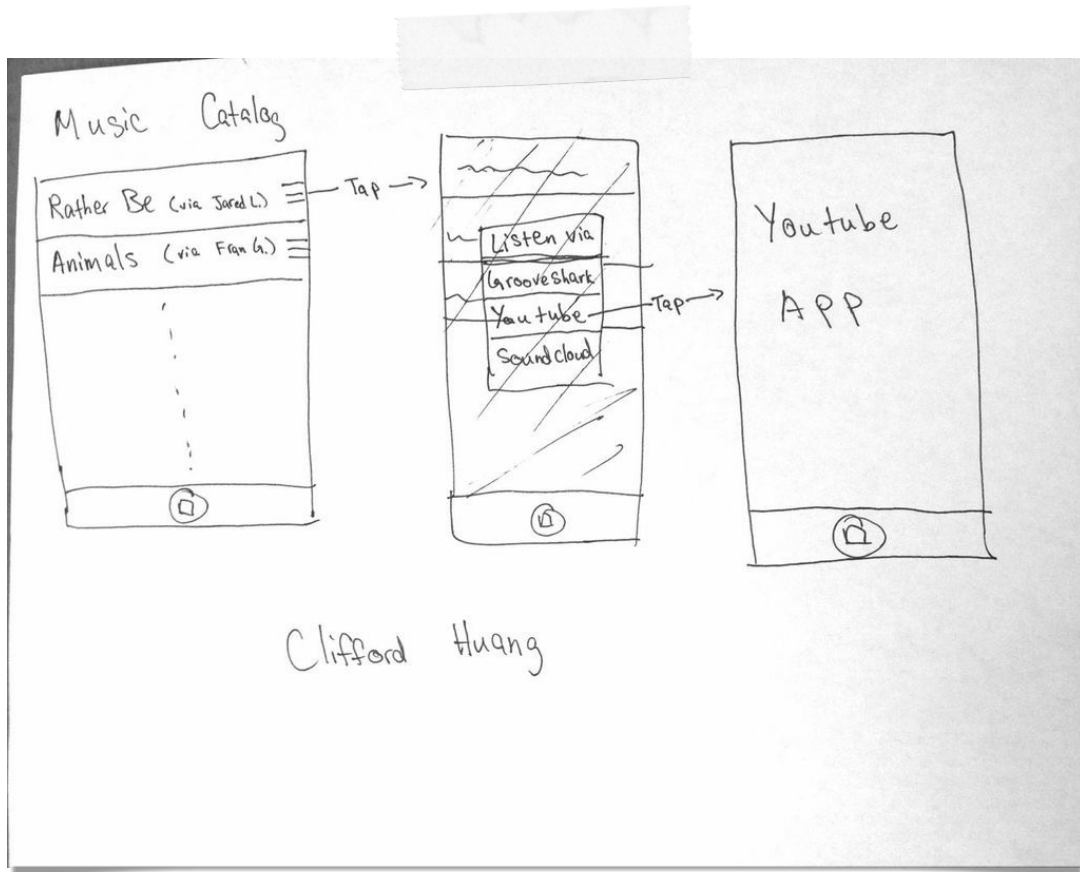 Music Catalog
Rather Be (via Jared L.)
Animals (via Fran G.)
Tap
Listen via
Grooveshark
Youtube
Soundcloud
Tap
Youtube
App
Clifford Huang